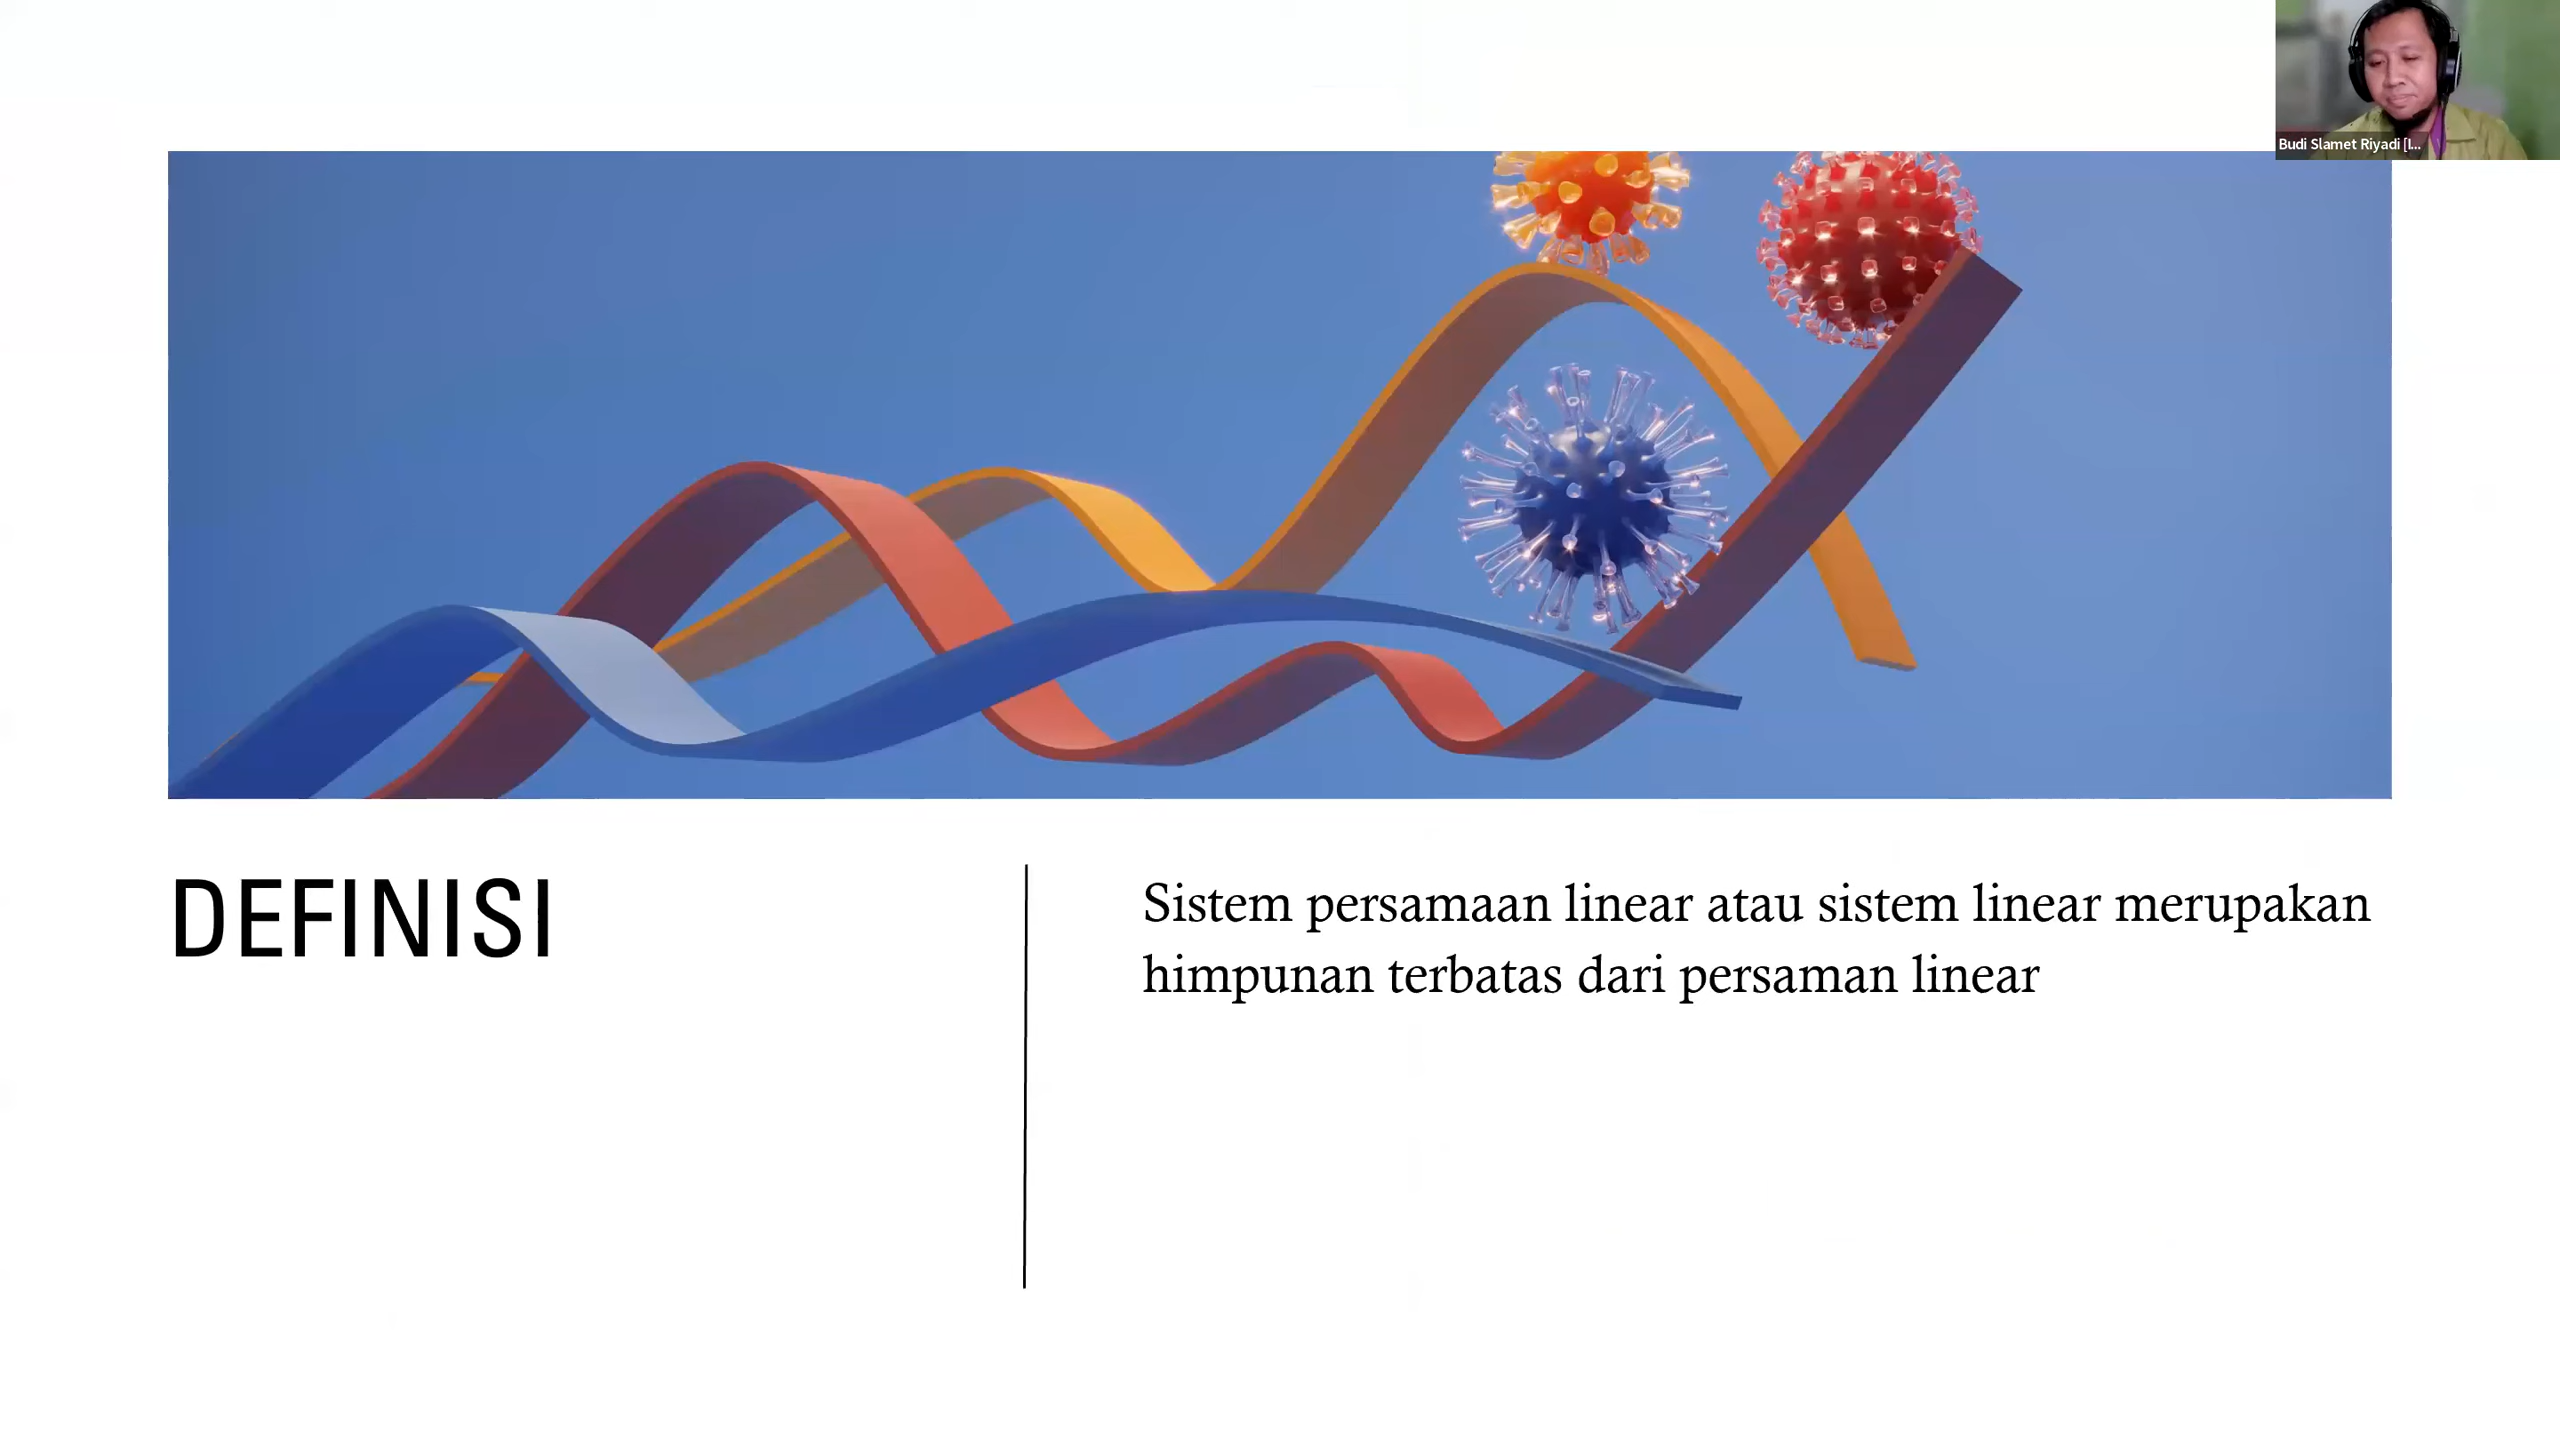 Budi Slamet Riyadi [I...
DEFINISI
Sistem persamaan linear atau sistem linear merupakan
himpunan terbatas dari persaman linear